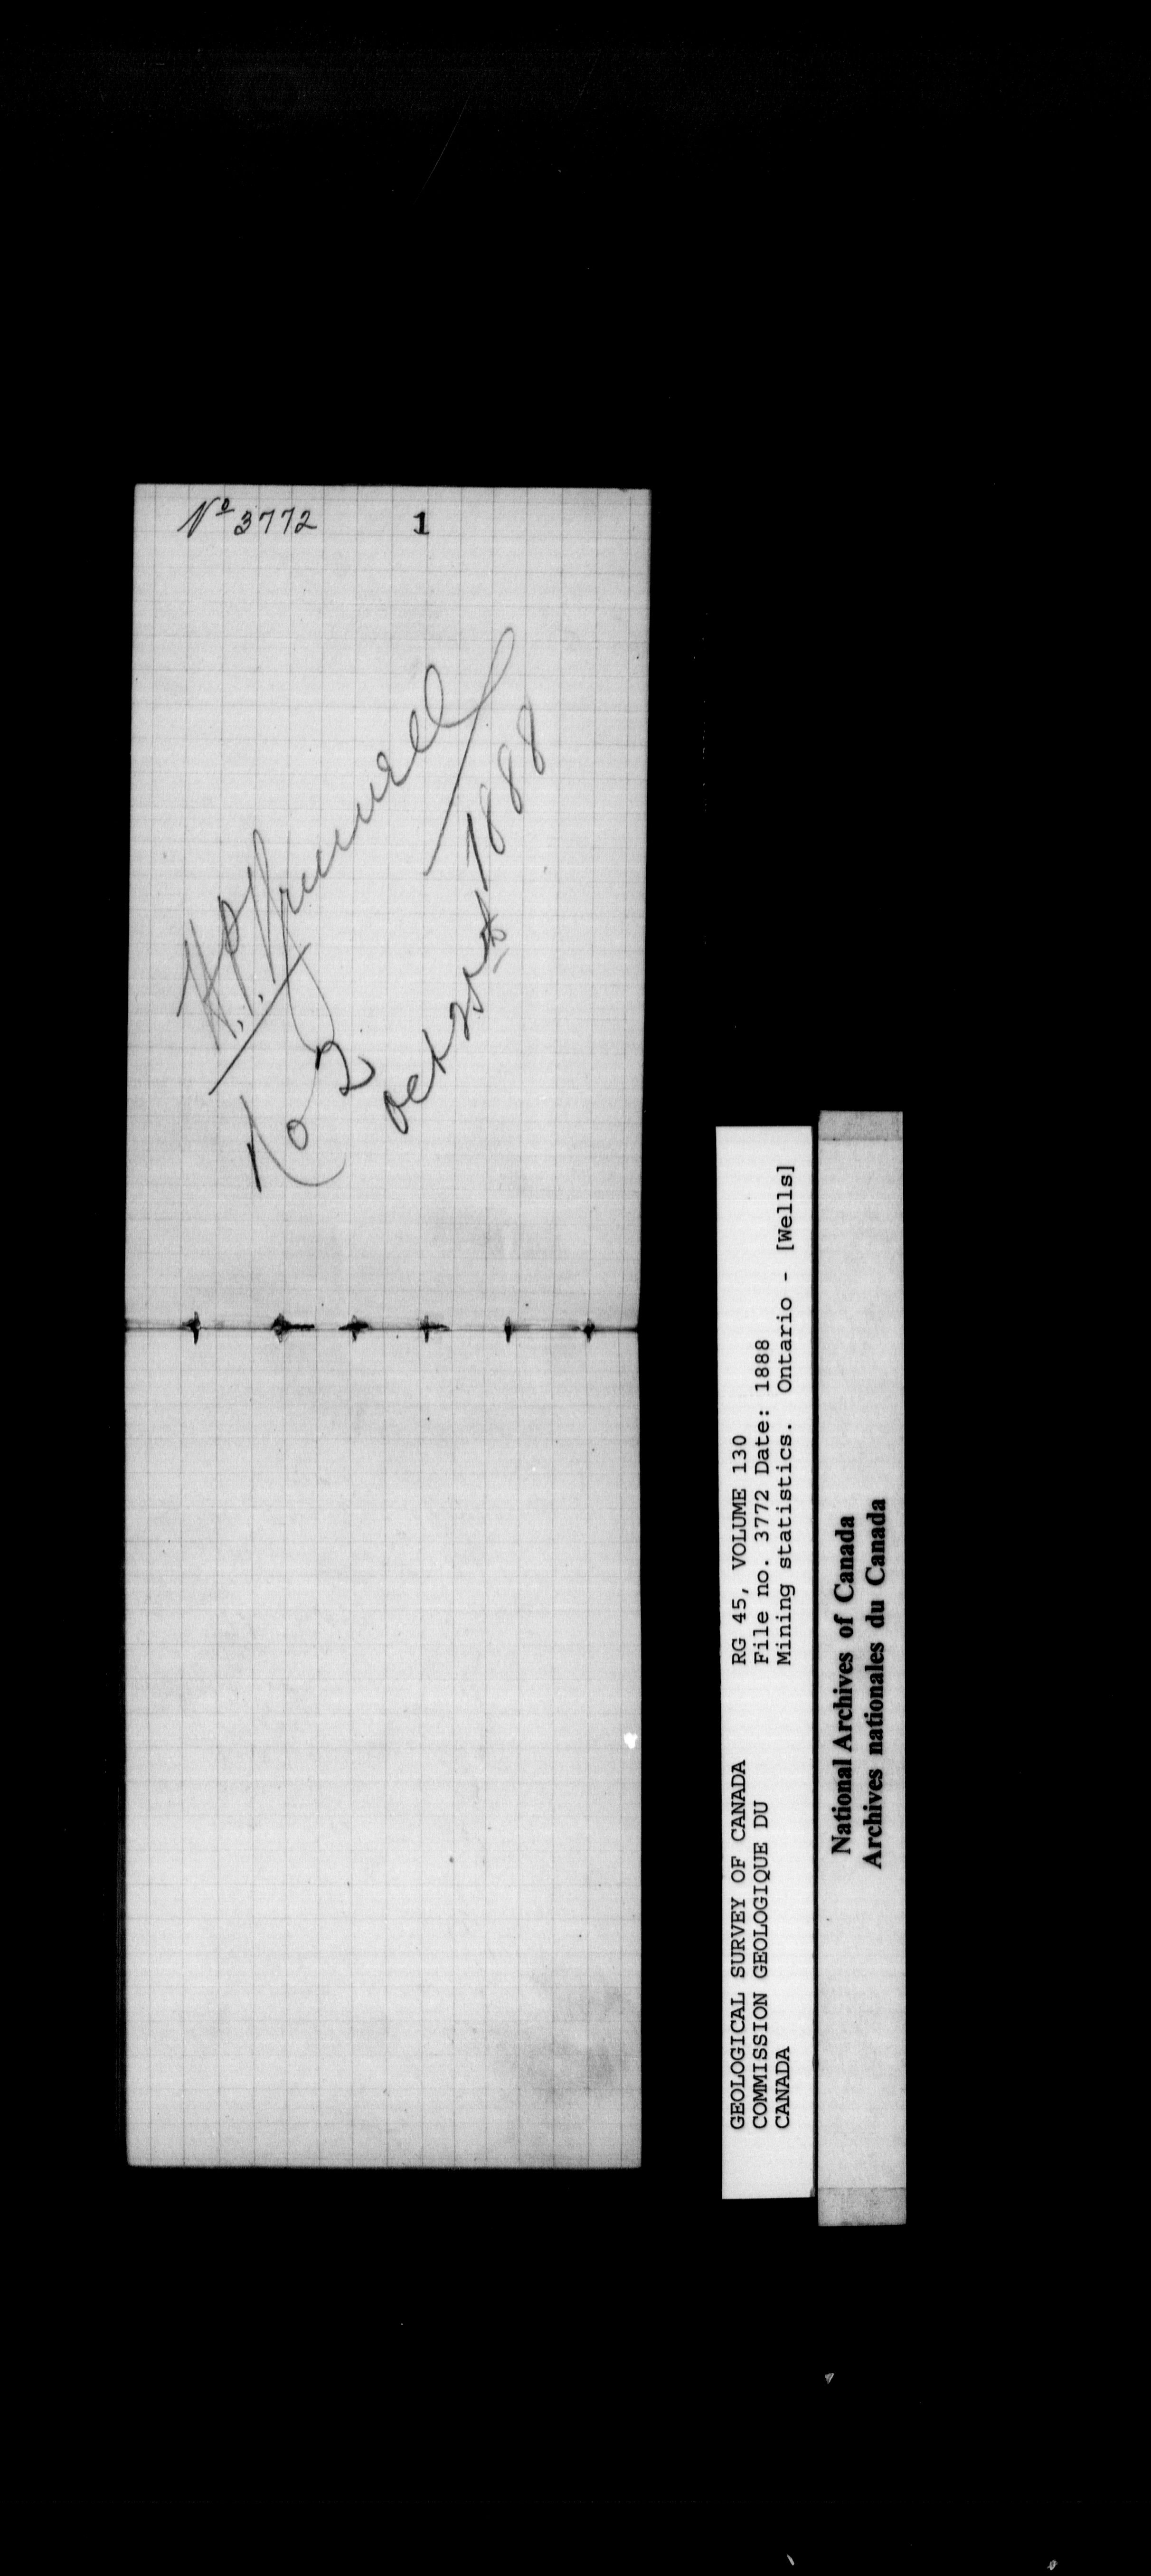 Nº 3772 1
H.P. Brumell
No 2
Oct 1888
GEOLOGICAL SURVEY OF CANADA
COMMISSION GEOLOGIQUE DU
CANADA
RG 45, VOLUME 130
File no. 3772 Date: 1888
Mining statistics. Ontario - [Wells]
National Archives of Canada
Archives nationales du Canada